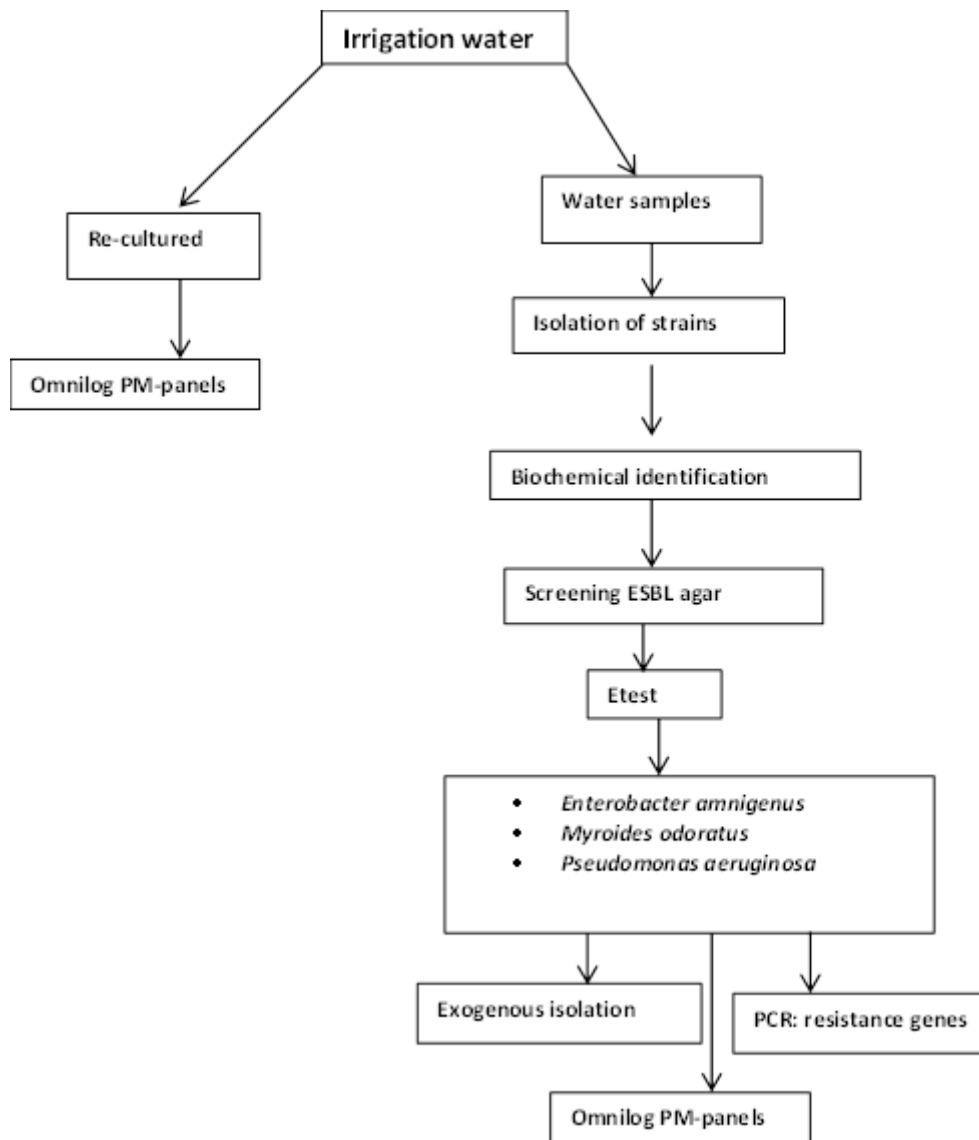 Irrigation water
Water samples
Re-cultured
Isolation of strains
Omnilog PM-panels
Biochemical identification
Screening ESBL agar
Etest
• Enterobacter amnigenus
• Myroides odoratus
• Pseudomonas aeruginosa
Exogenous isolation
PCR: resistance genes
Omnilog PM-panels